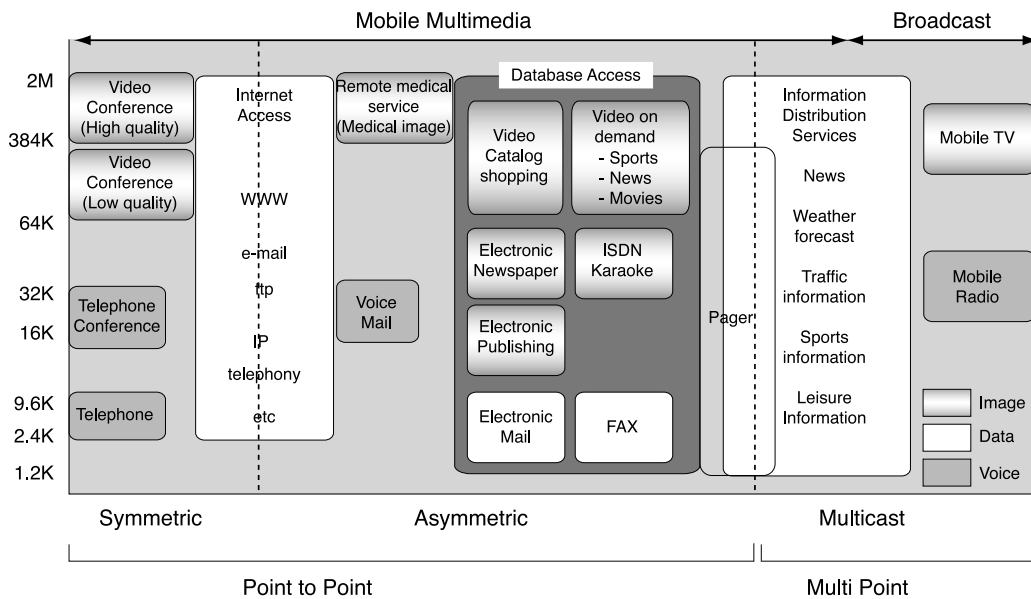 Mobile Multimedia
Broadcast
2M
384K
64K
32K
16K
9.6K
2.4K
1.2K
Video
Conference
(High quality)
Video
Conference
(Low quality)
Telephone
Conference
Telephone
Internet
Access
WWW
e-mail
ftp
IP
telephony
etc
Remote medical
service
(Medical image)
Voice
Mail
Database Access
Video
Catalog
shopping
Video on
demand
- Sports
- News
- Movies
Electronic
Newspaper
ISDN
Karaoke
Electronic
Publishing
Electronic
Mail
FAX
Pager
Information
Distribution
Services
News
Weather
forecast
Traffic
information
Sports
information
Leisure
Information
Mobile TV
Mobile
Radio
Image
Data
Voice
Symmetric
Asymmetric
Multicast
Point to Point
Multi Point